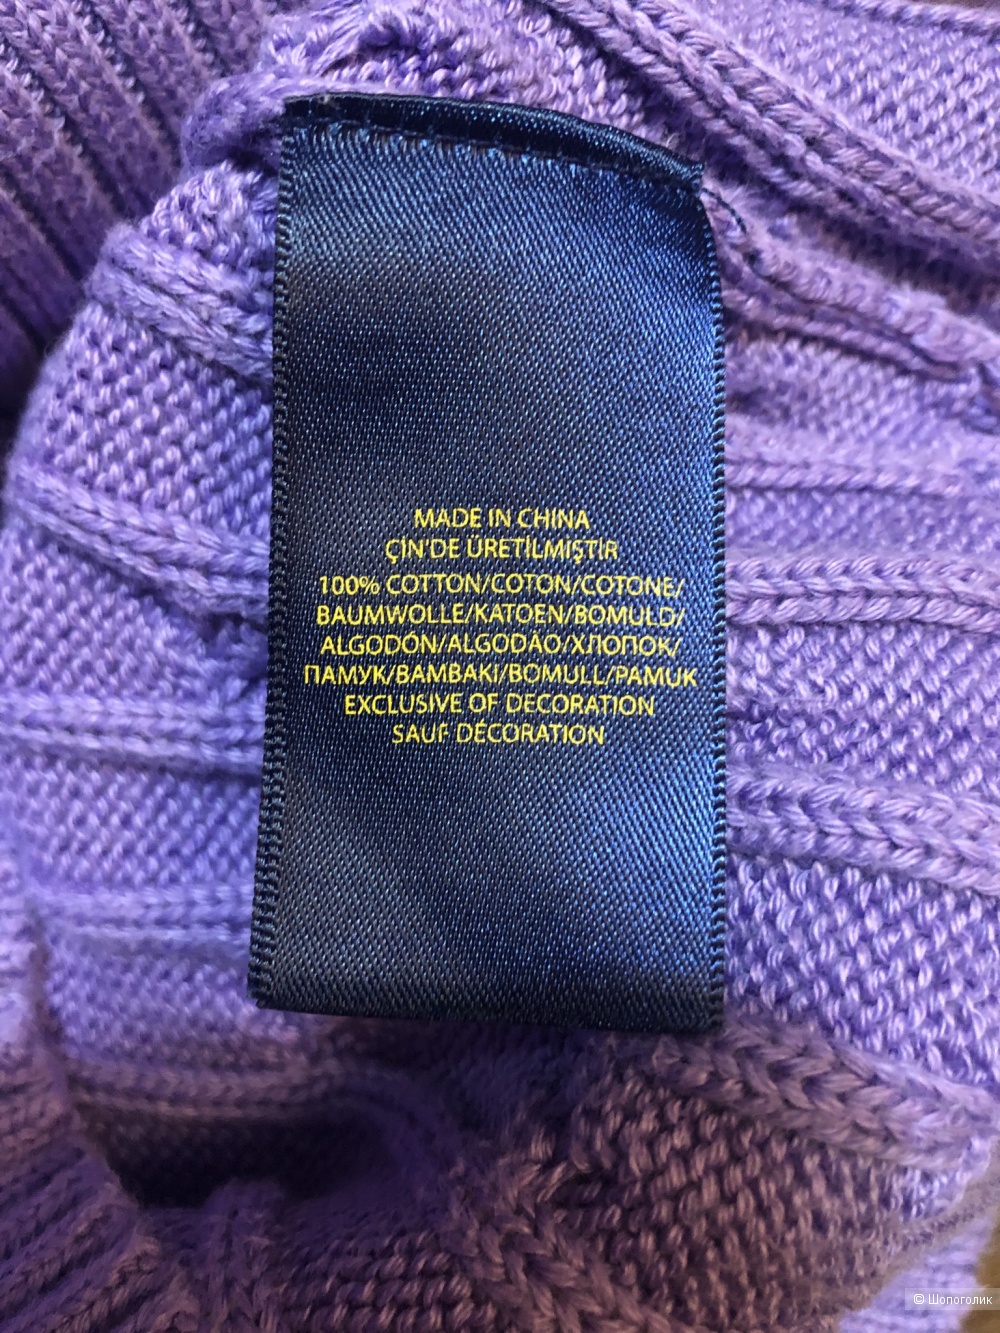 MADE IN CHINA
ÇİN'DE ÜRETİLMİŞTİR
100% COTTON/COTON/COTONE/
BAUMWOLLE/KATOEN/BOMULD/
ALGODÓN/ALGODÃO/ХЛОПОК/
ПАМУК/BAMBAKI/BOMULL/PAMUK
EXCLUSIVE OF DECORATION
SAUF DÉCORATION
© Шопоголик